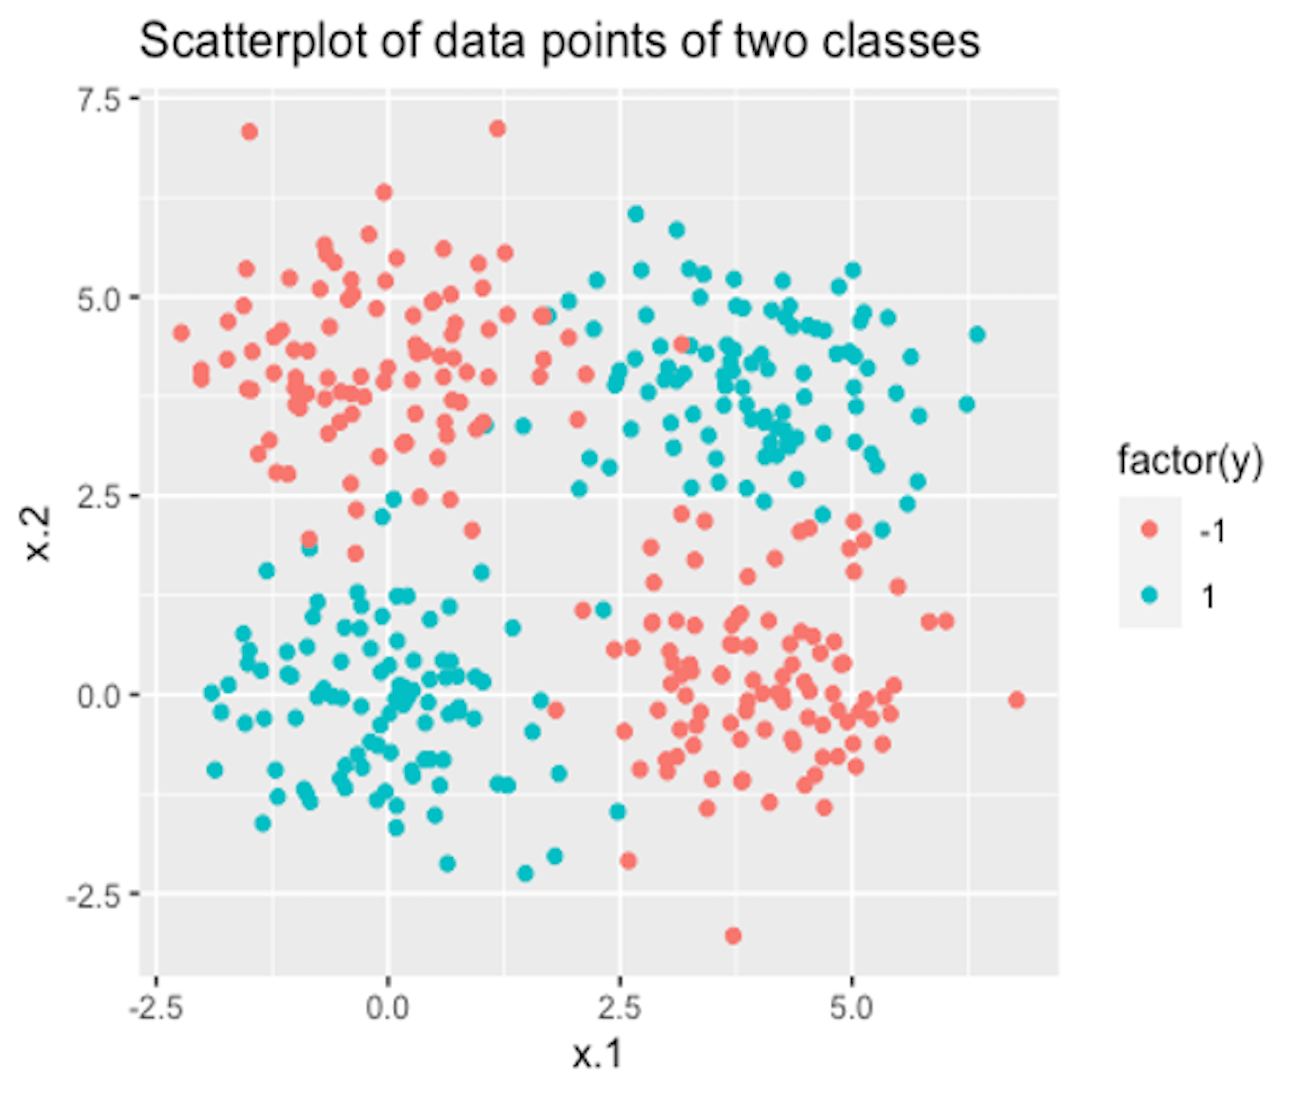 Scatterplot of data points of two classes
7.5
5.0
2.5
0.0
-2.5
x.2
-2.5 0.0 2.5 5.0
x.1
factor(y)
-1
1